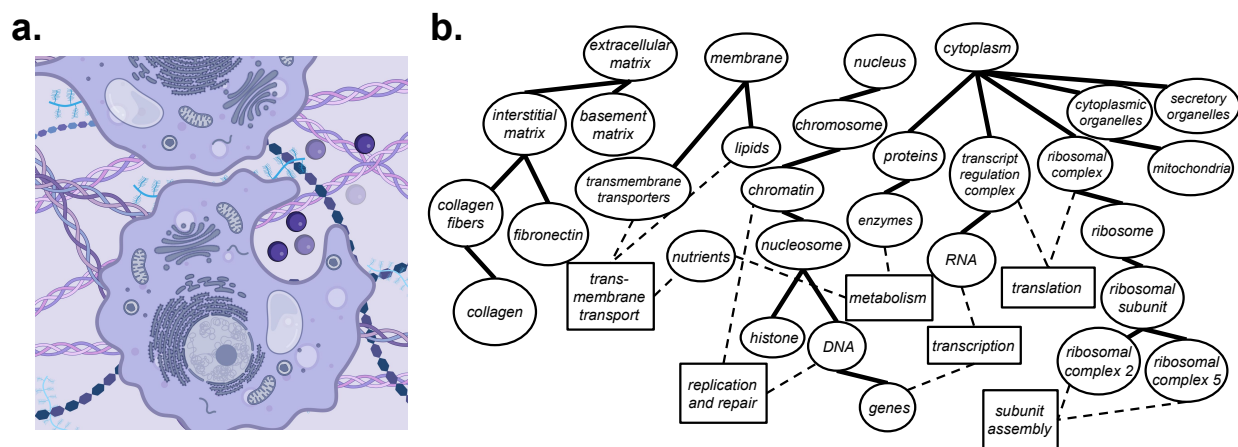 a.
b.
extracellular
matrix
membrane
nucleus
cytoplasm
interstitial
matrix
basement
matrix
lipids
chromosome
proteins
transcript
regulation
complex
ribosomal
complex
cytoplasmic
organelles
secretory
organelles
mitochondria
collagen
fibers
fibronectin
transmembrane
transporters
chromatin
enzymes
ribosome
nucleosome
nutrients
RNA
collagen
trans-
membrane
transport
metabolism
translation
ribosomal
subunit
histone
DNA
transcription
ribosomal
complex 2
ribosomal
complex 5
replication
and repair
genes
subunit
assembly